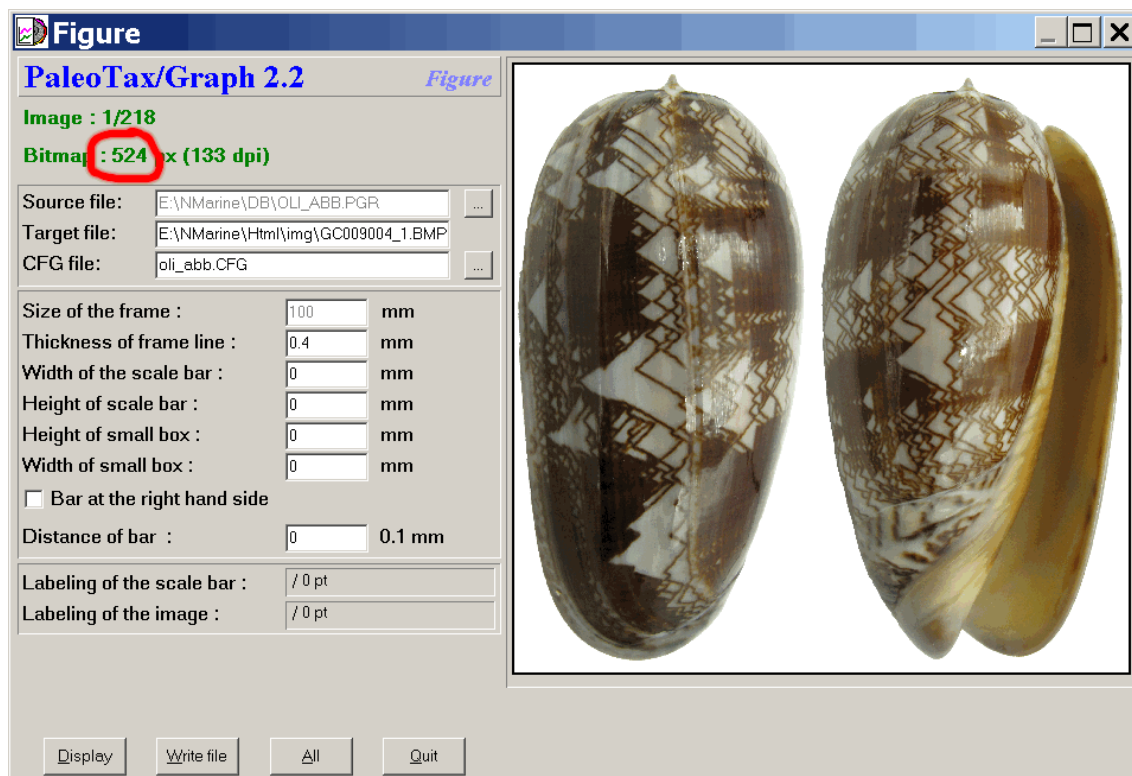 Figure
PaleoTax/Graph 2.2 Figure
Image : 1/218
Bitmap : 524 px (133 dpi)
Source file: E:\NMarine\DB\OLI_ABB.PGR ...
Target file: E:\NMarine\Html\img\GC009004_1.BMP
CFG file: oli_abb.CFG ...
Size of the frame : 100 mm
Thickness of frame line : 0.4 mm
Width of the scale bar : 0 mm
Height of scale bar : 0 mm
Height of small box : 0 mm
Width of small box : 0 mm
Bar at the right hand side
Distance of bar : 0 0.1 mm
Labeling of the scale bar : / 0 pt
Labeling of the image : / 0 pt
Display Write file All Quit